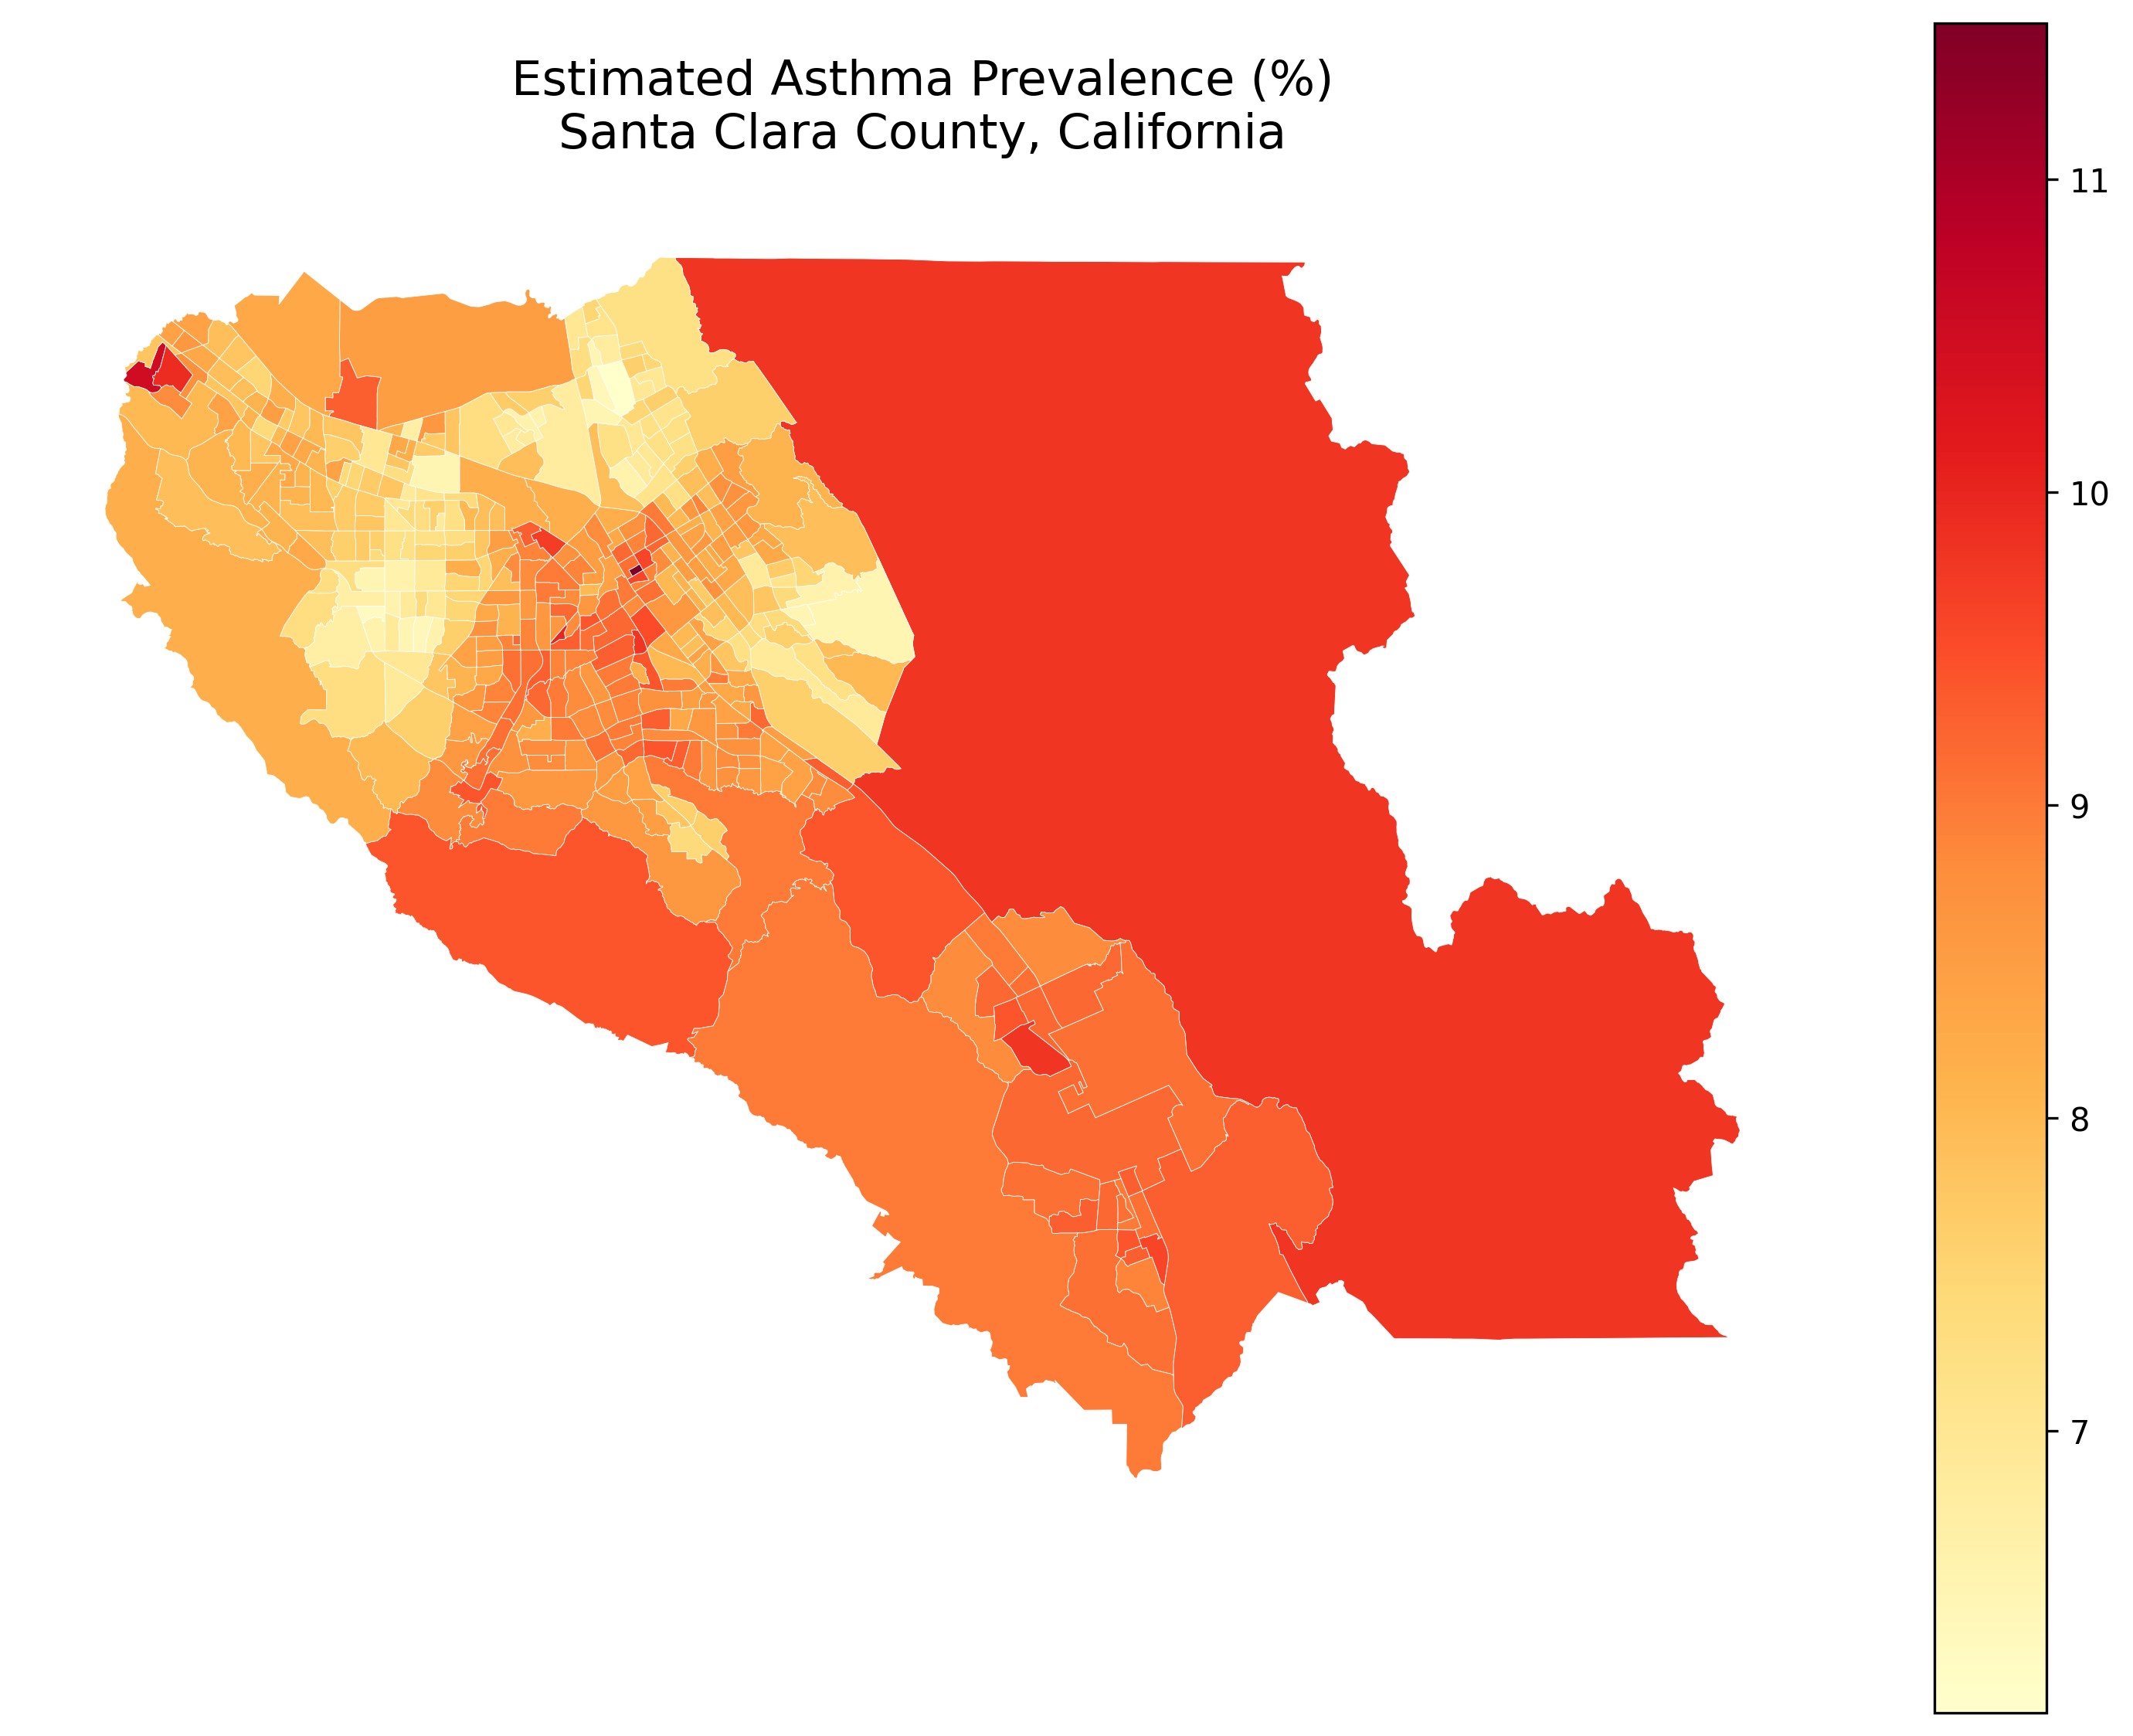 Estimated Asthma Prevalence (%)
Santa Clara County, California
11
10
9
8
7